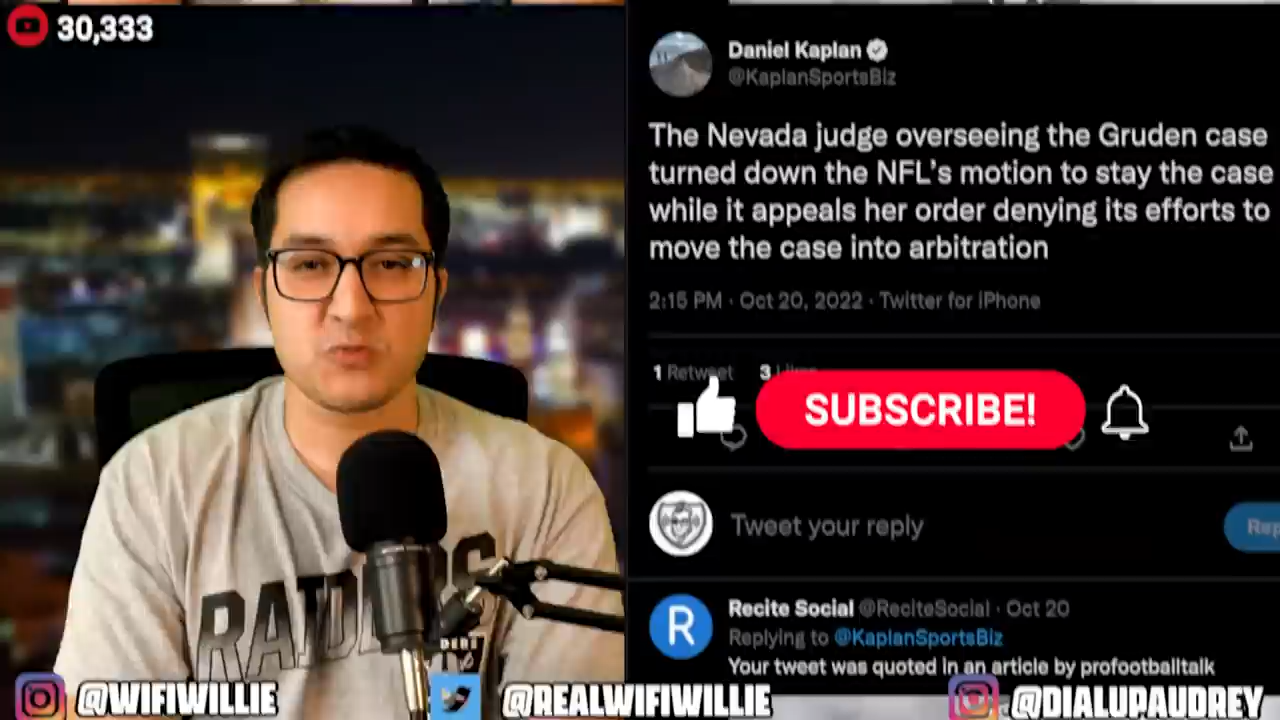 30,333
Daniel Kaplan
@KaplanSportsBiz
The Nevada judge overseeing the Gruden case
turned down the NFL's motion to stay the case
while it appeals her order denying its efforts to
move the case into arbitration
2:15 PM · Oct 20, 2022 · Twitter for iPhone
1 Retweet 3 Likes
SUBSCRIBE!
Tweet your reply
Rep
R
Recite Social @ReciteSocial · Oct 20
Replying to @KaplanSportsBiz
Your tweet was quoted in an article by profootballtalk
RAIDERS
@WIFIWILLIE
@REALWIFIWILLIE
@DIALUPAUDREY